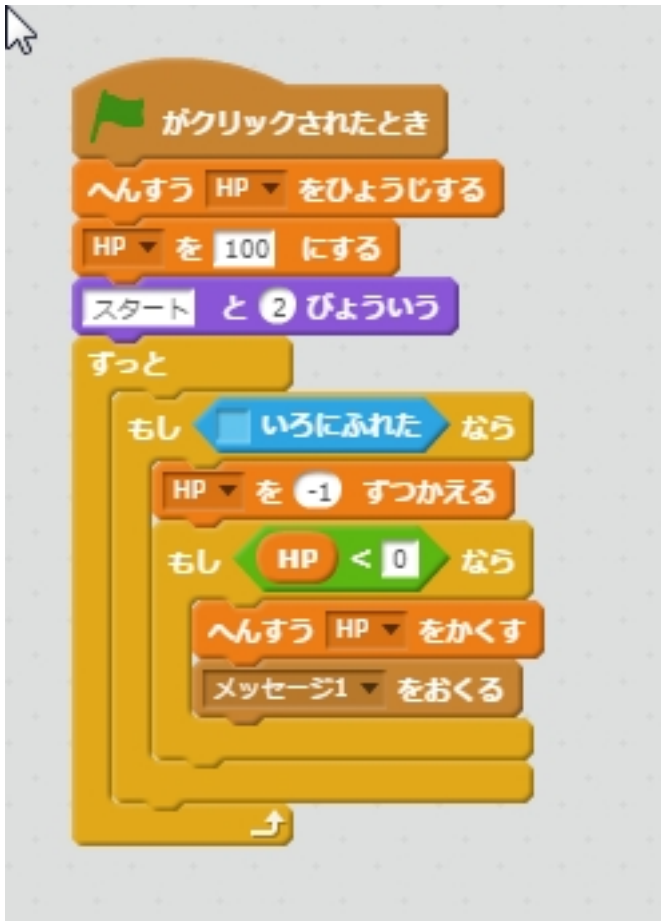 がクリックされたとき
へんすう HP をひょうじする
HP を 100 にする
スタート と 2 びょういう
ずっと
もし いろにふれた なら
HP を -1 ずつかえる
もし HP < 0 なら
へんすう HP をかくす
メッセージ1 をおくる